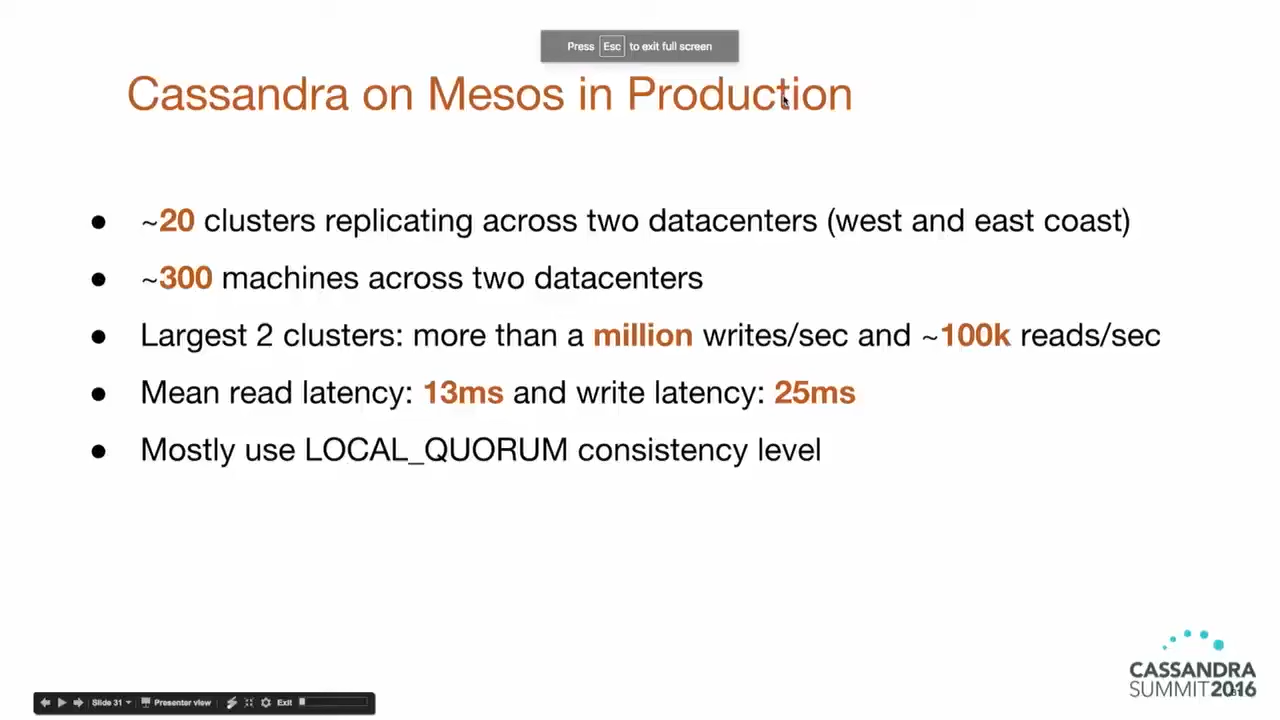 Press Esc to exit full screen
Cassandra on Mesos in Production
● ~20 clusters replicating across two datacenters (west and east coast)
● ~300 machines across two datacenters
● Largest 2 clusters: more than a million writes/sec and ~100k reads/sec
● Mean read latency: 13ms and write latency: 25ms
● Mostly use LOCAL_QUORUM consistency level
CASSANDRA
SUMMIT2016
Slide 31 Presenter view Exit